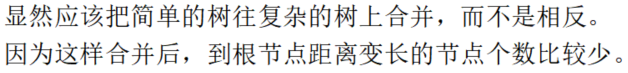 显然应该把简单的树往复杂的树上合并，而不是相反。
因为这样合并后，到根节点距离变长的节点个数比较少。